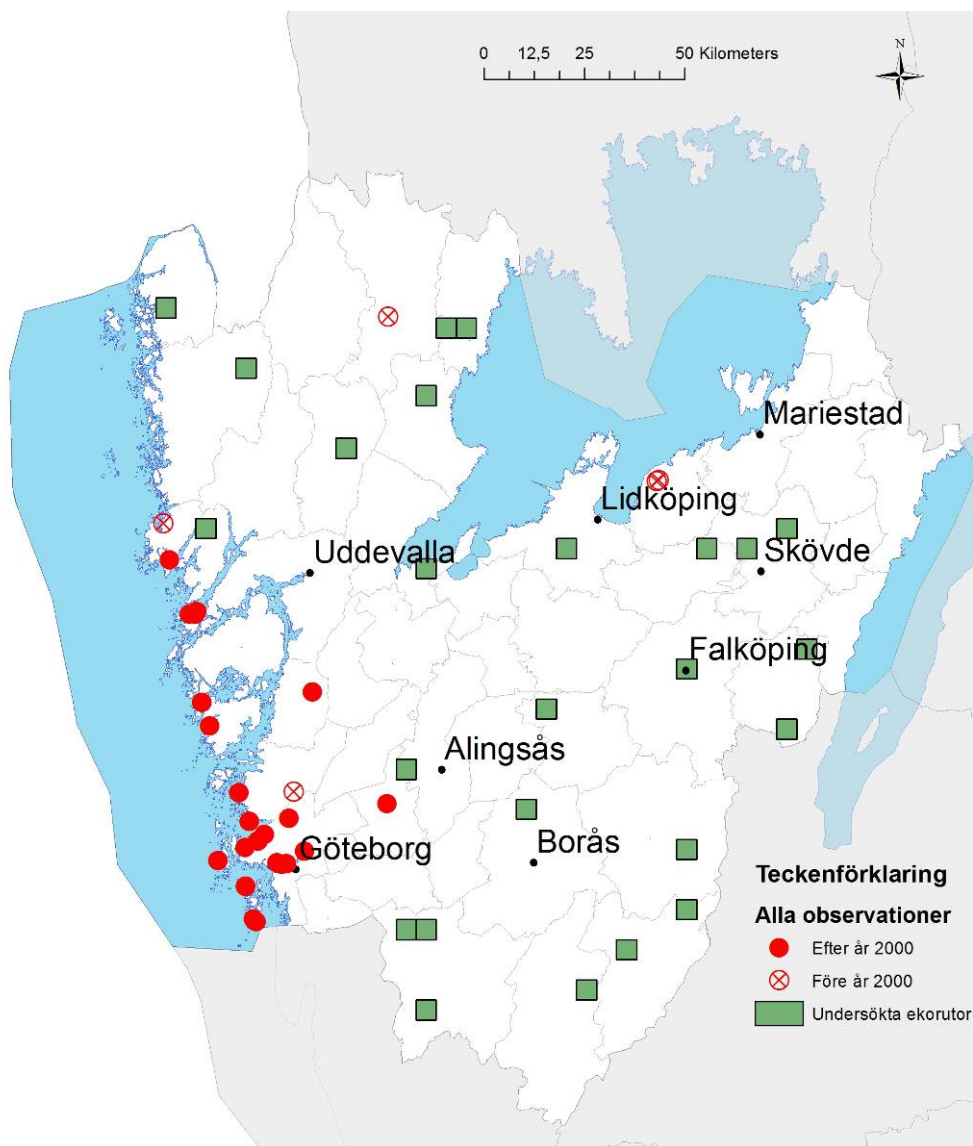 0 12,5 25 50 Kilometers
N
Mariestad
Lidköping
Uddevalla
Skövde
Falköping
Alingsås
Göteborg
Borås
Teckenförklaring
Alla observationer
Efter år 2000
Före år 2000
Undersökta ekorutor